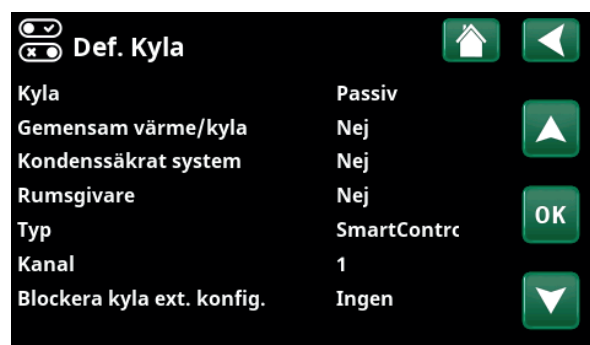 Def. Kyla
Kyla Passiv
Gemensam värme/kyla Nej
Kondenssäkrat system Nej
Rumsgivare Nej
Typ SmartContrc
Kanal 1
Blockera kyla ext. konfig. Ingen
OK